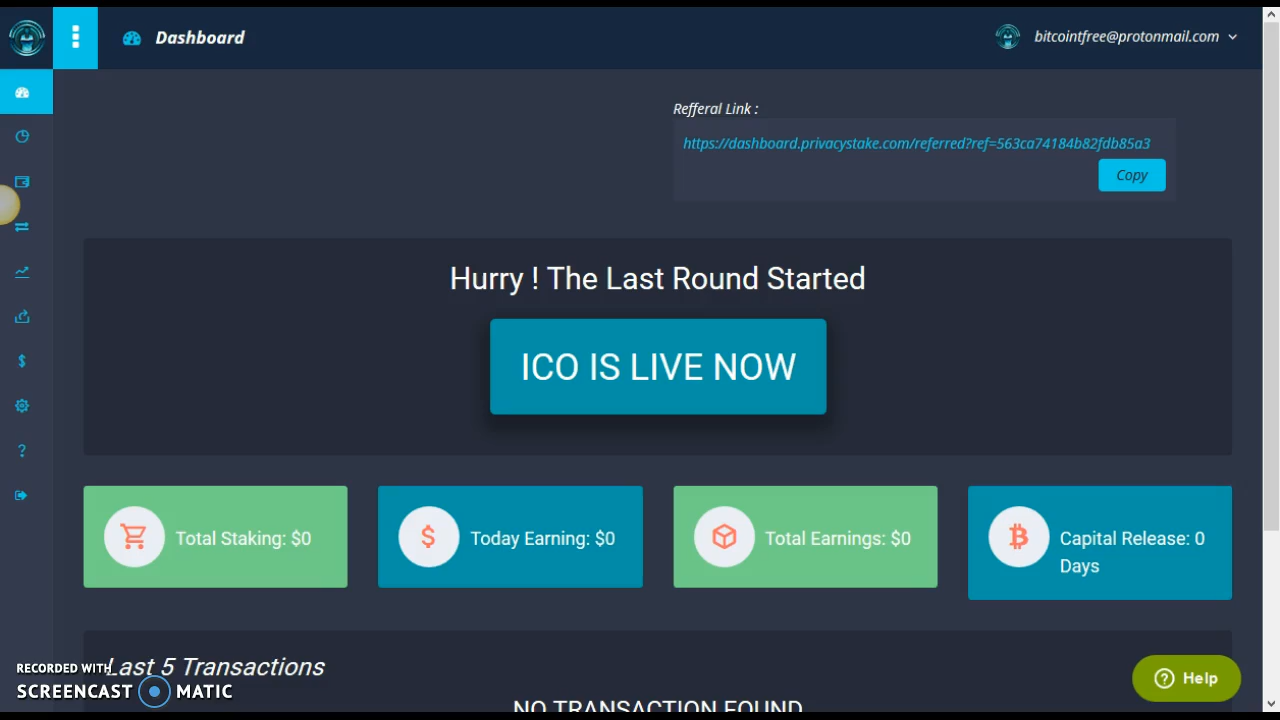 Dashboard
bitcointfree@protonmail.com
Refferal Link :
https://dashboard.privacystake.com/referred?ref=563ca74184b82fdb85a3
Copy
Hurry ! The Last Round Started
ICO IS LIVE NOW
Total Staking: $0
Today Earning: $0
Total Earnings: $0
Capital Release: 0
Days
Last 5 Transactions
NO TRANSACTION FOUND
RECORDED WITH
SCREENCAST MATIC
Help